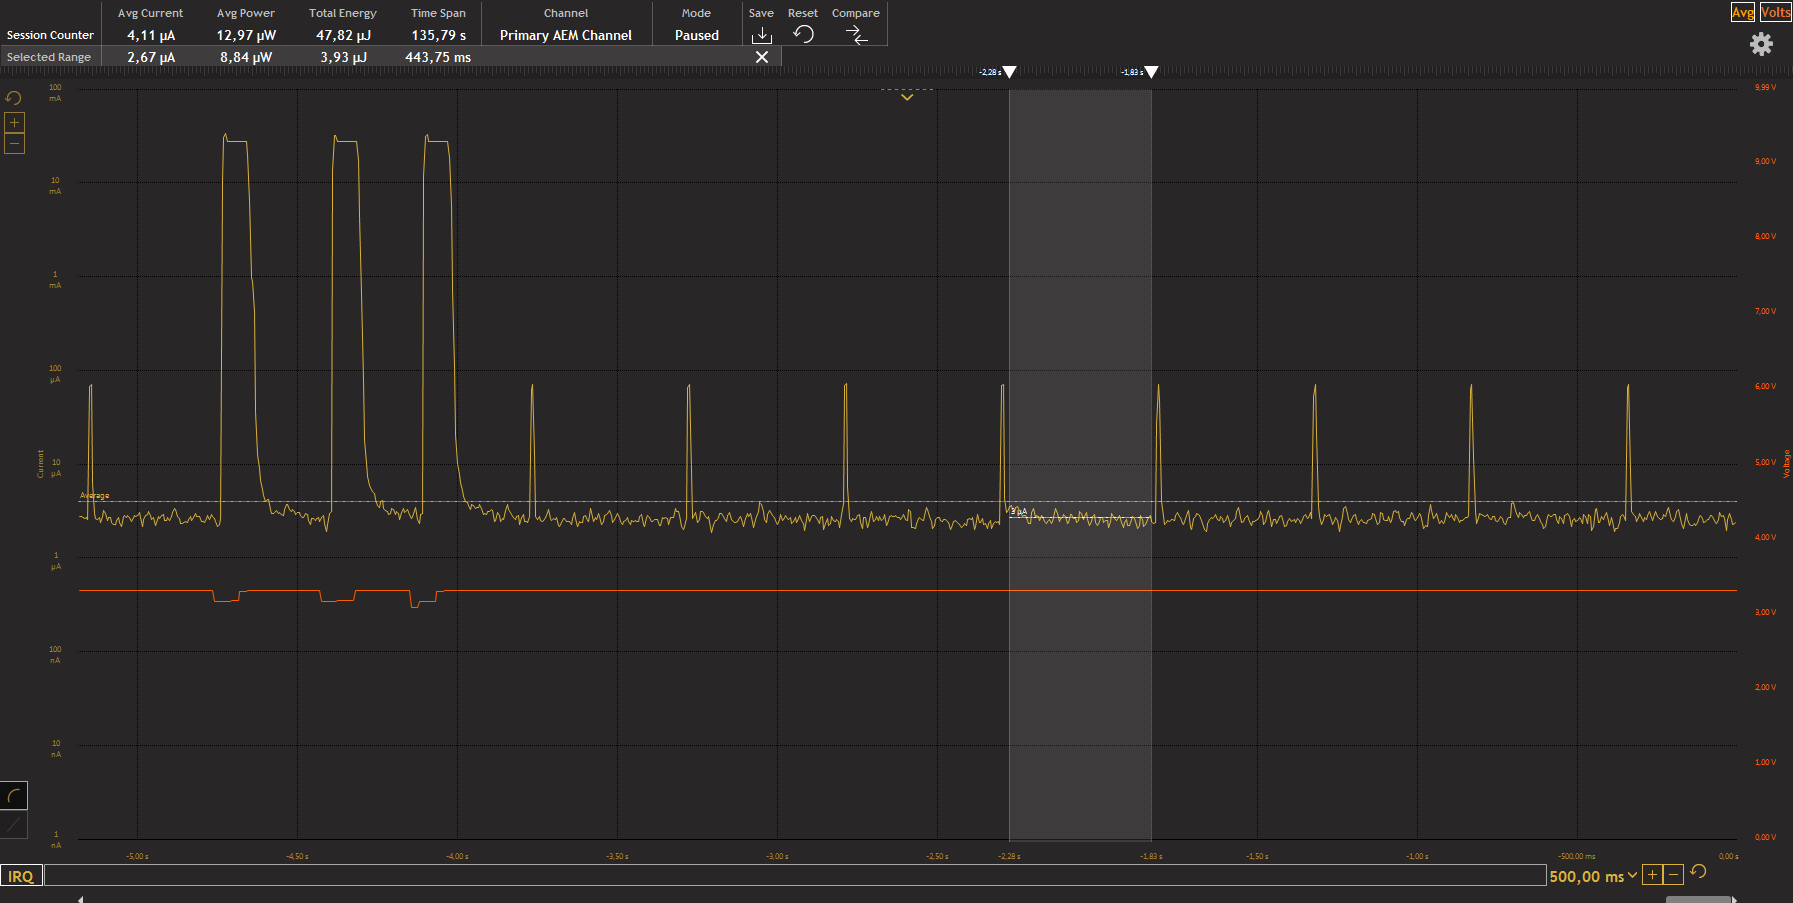 Avg Current Avg Power Total Energy Time Span Channel Mode Save Reset Compare Avg Volts
Session Counter 4,11 µA 12,97 µW 47,82 µJ 135,79 s Primary AEM Channel Paused
Selected Range 2,67 µA 8,84 µW 3,93 µJ 443,75 ms
-2,28 s -1,83 s
100 mA
10 mA
1 mA
100 µA
10 µA
1 µA
100 nA
10 nA
1 nA
Current
Average
3 µA
9,99 V
9,00 V
8,00 V
7,00 V
6,00 V
5,00 V
4,00 V
3,00 V
2,00 V
1,00 V
0,00 V
Voltage
-5,00 s -4,50 s -4,00 s -3,50 s -3,00 s -2,50 s -2,28 s -1,83 s -1,50 s -1,00 s -500,00 ms 0,00 s
IRQ 500,00 ms